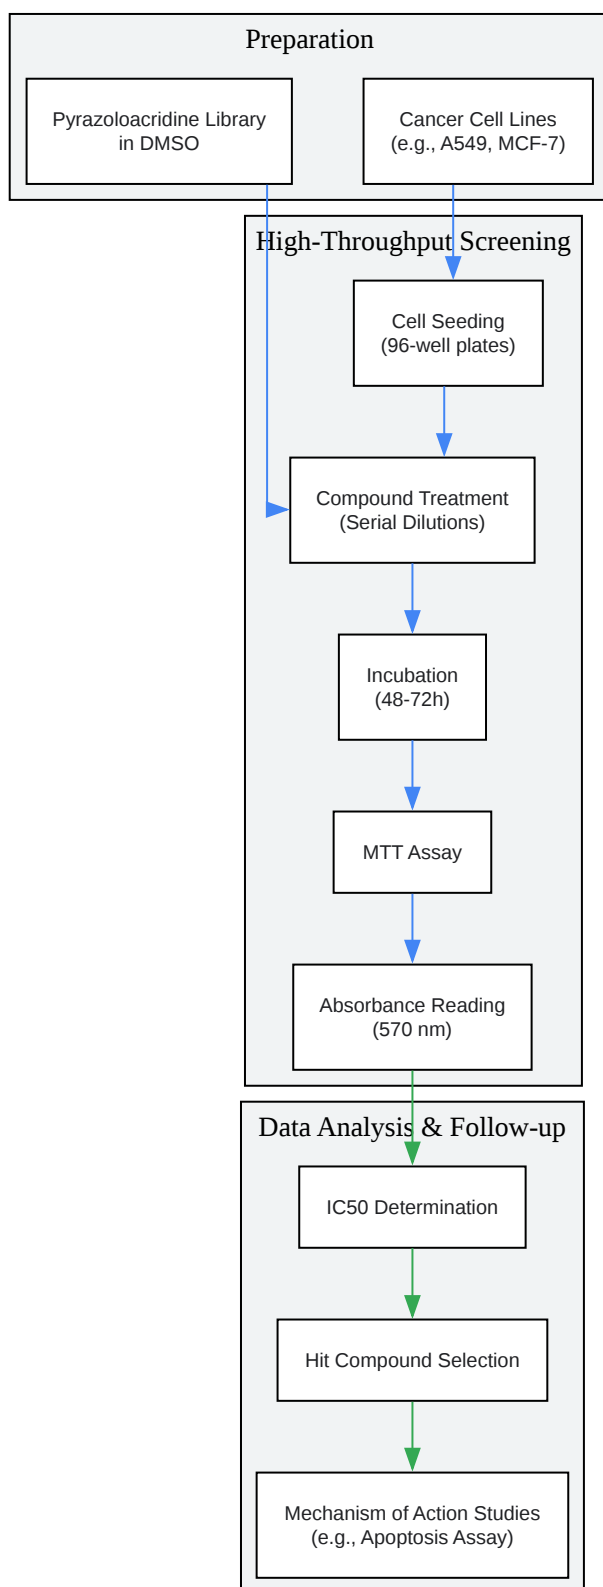 Preparation
Pyrazoloacridine Library
in DMSO
Cancer Cell Lines
(e.g., A549, MCF-7)
High-Throughput Screening
Cell Seeding
(96-well plates)
Compound Treatment
(Serial Dilutions)
Incubation
(48-72h)
MTT Assay
Absorbance Reading
(570 nm)
Data Analysis & Follow-up
IC50 Determination
Hit Compound Selection
Mechanism of Action Studies
(e.g., Apoptosis Assay)